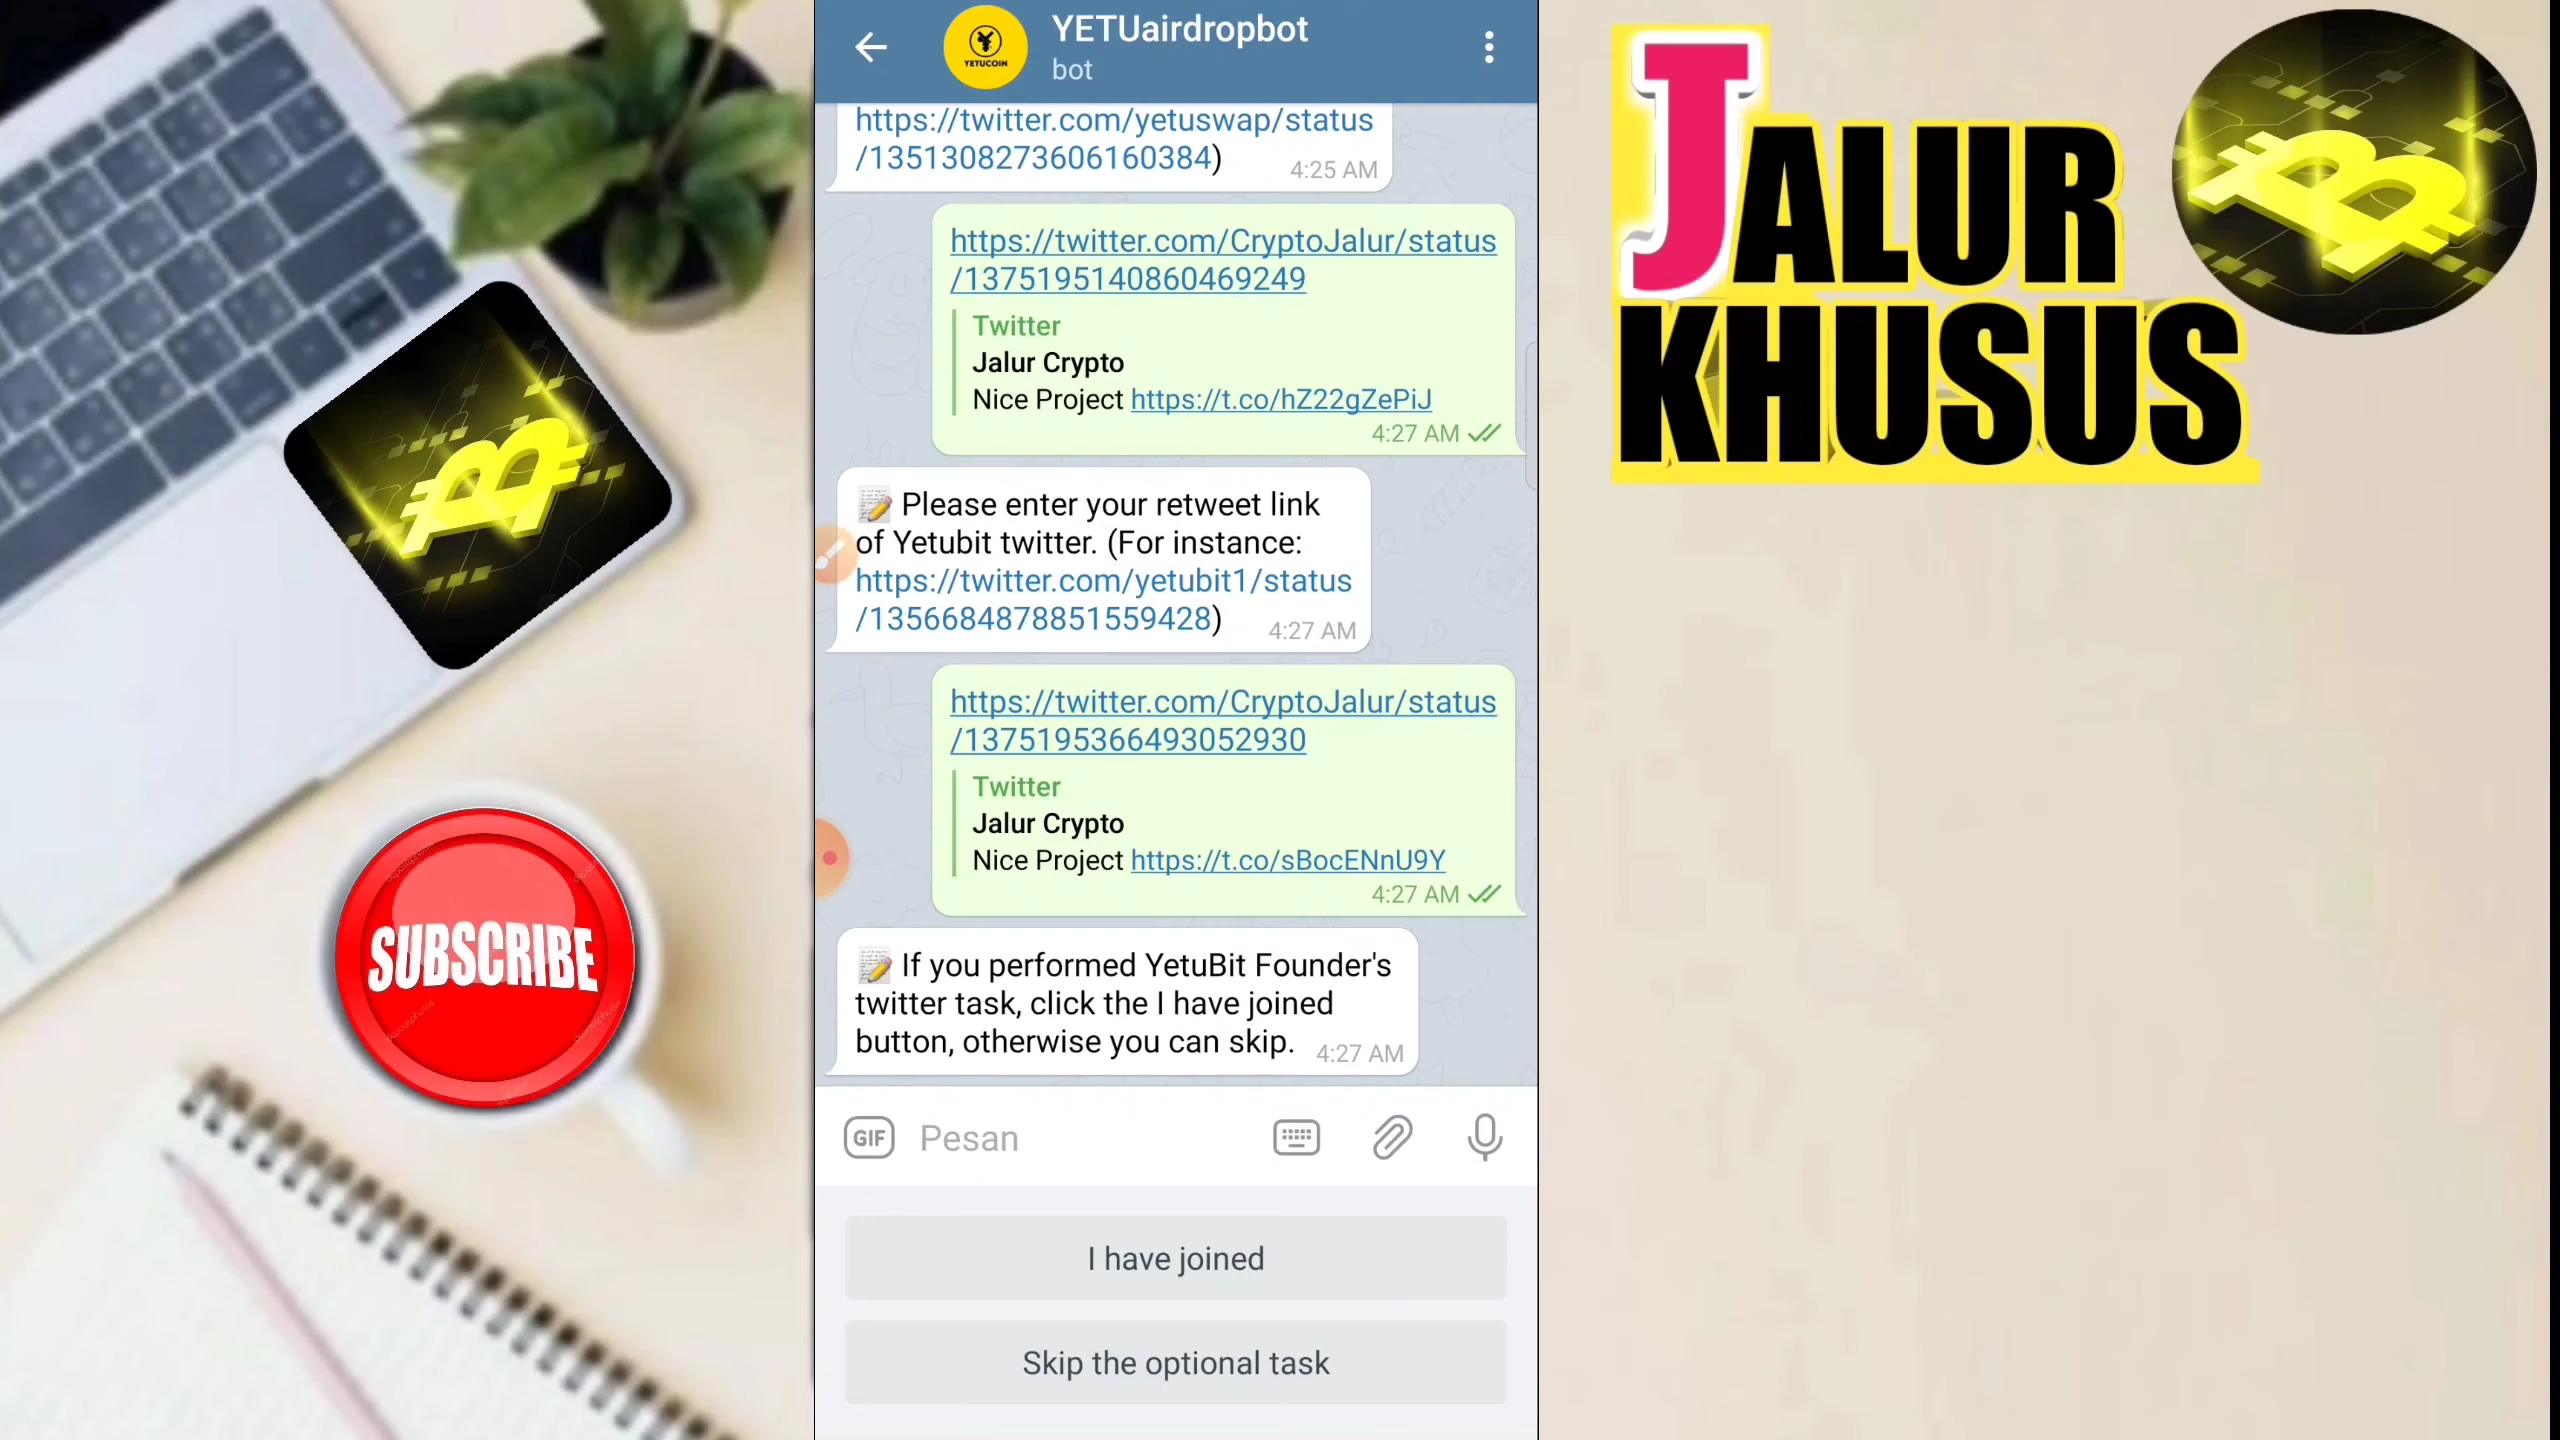 YETUairdropbot
bot
YETUCOIN
https://twitter.com/yetuswap/status
/1351308273606160384)
4:25 AM
https://twitter.com/CryptoJalur/status
/1375195140860469249
Twitter
Jalur Crypto
Nice Project https://t.co/hZ22gZePiJ
4:27 AM
📝 Please enter your retweet link
of Yetubit twitter. (For instance:
https://twitter.com/yetubit1/status
/1356684878851559428)
4:27 AM
https://twitter.com/CryptoJalur/status
/1375195366493052930
Twitter
Jalur Crypto
Nice Project https://t.co/sBocENnU9Y
4:27 AM
📝 If you performed YetuBit Founder's
twitter task, click the I have joined
button, otherwise you can skip.
4:27 AM
GIF
Pesan
I have joined
Skip the optional task
SUBSCRIBE
JALUR
KHUSUS